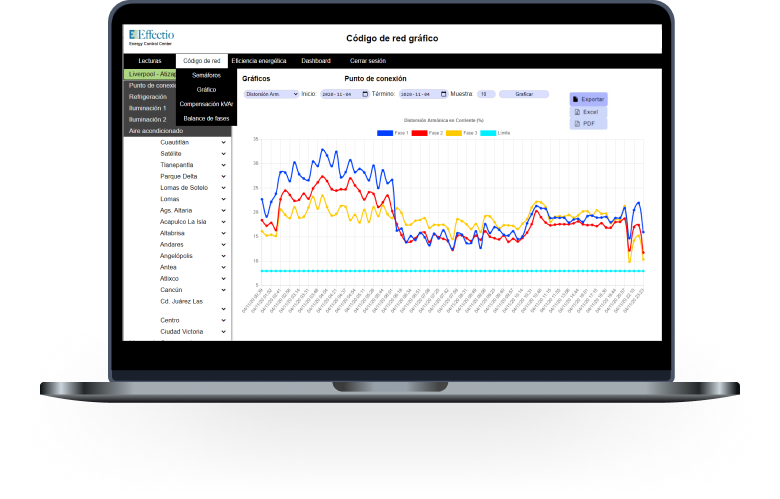 Effectio
Energy Control Center
Código de red gráfico
Lecturas
Código de red
Eficiencia energética
Dashboard
Cerrar sesión
Semáforos
Gráfico
Compensación kVAr
Balance de fases
Liverpool - Atizap
Punto de conexió
Refrigeración
Iluminación 1
Iluminación 2
Aire acondicionado
Cuautitlán
Satélite
Tlanepantla
Parque Delta
Lomas de Sotelo
Lomas
Ags. Altaria
Acapulco La Isla
Altabrisa
Andares
Angelópolis
Antea
Atlixco
Cancún
Cd. Juárez Las
Centro
Ciudad Victoria
Gráficos
Punto de conexión
Distorsión Arm.
Inicio:
2020-11-04
Término:
2020-11-04
Muestra:
10
Graficar
Exportar
Excel
PDF
Distorsión Armónica en Corriente (%)
Fase 1
Fase 2
Fase 3
Límite
35
30
25
20
15
10
5